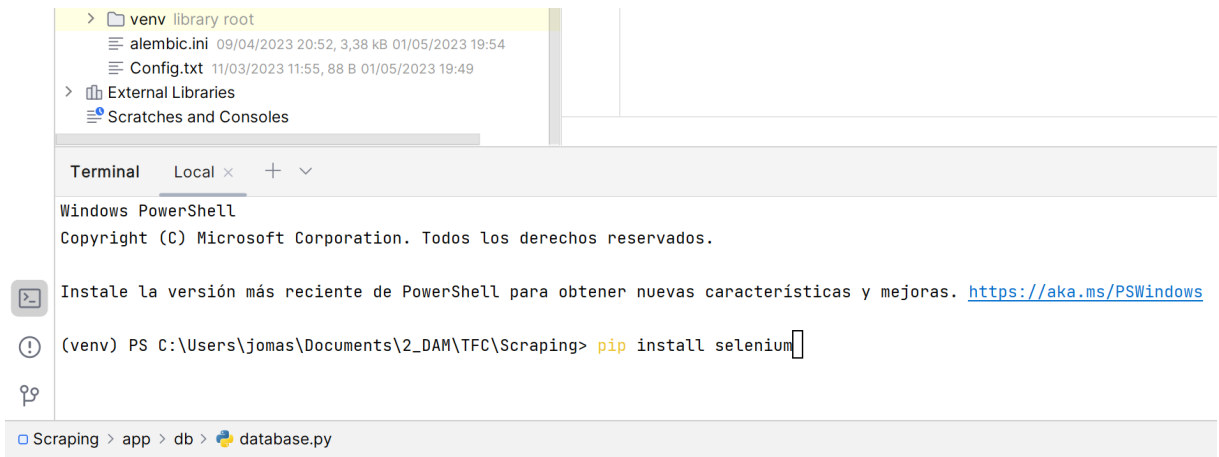 venv library root
alembic.ini 09/04/2023 20:52, 3,38 kB 01/05/2023 19:54
Config.txt 11/03/2023 11:55, 88 B 01/05/2023 19:49
External Libraries
Scratches and Consoles
Terminal Local
Windows PowerShell
Copyright (C) Microsoft Corporation. Todos los derechos reservados.
Instale la versión más reciente de PowerShell para obtener nuevas características y mejoras. https://aka.ms/PSWindows
(venv) PS C:\Users\jomas\Documents\2_DAM\TFC\Scraping> pip install selenium
Scraping > app > db > database.py